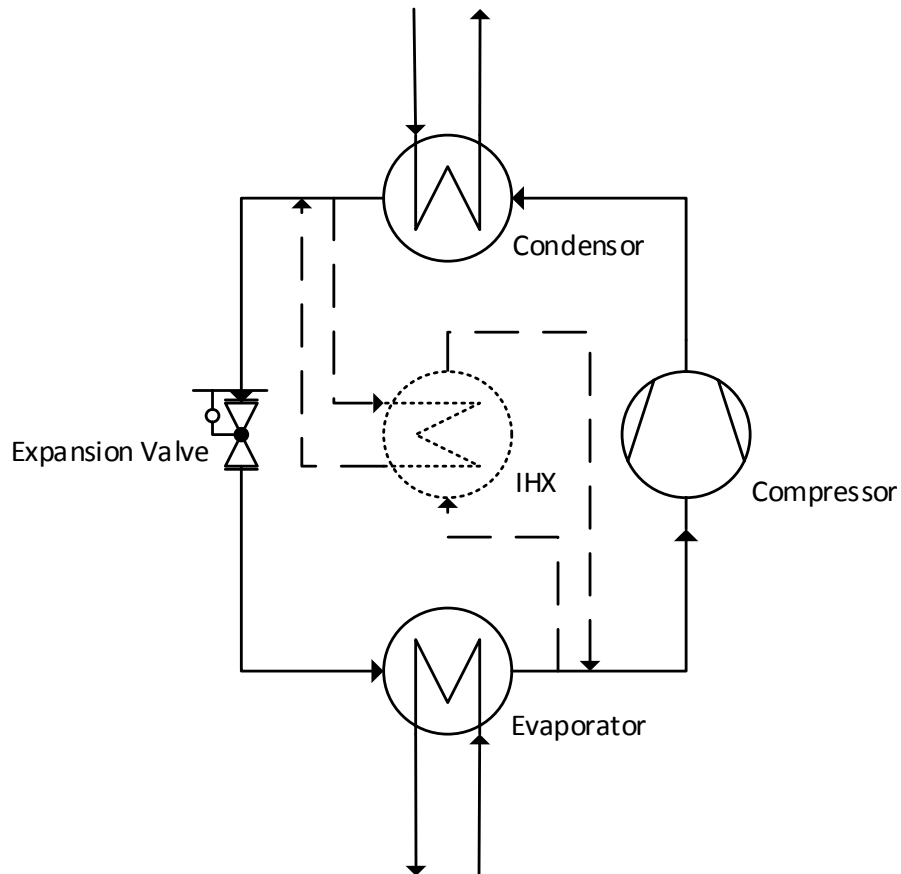 Condensor
Expansion Valve
IHX
Compressor
Evaporator